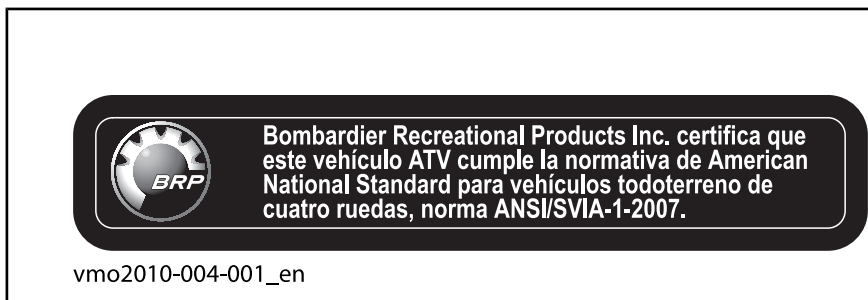 BRP
Bombardier Recreational Products Inc. certifica que
este vehículo ATV cumple la normativa de American
National Standard para vehículos todoterreno de
cuatro ruedas, norma ANSI/SVIA-1-2007.
vmo2010-004-001_en